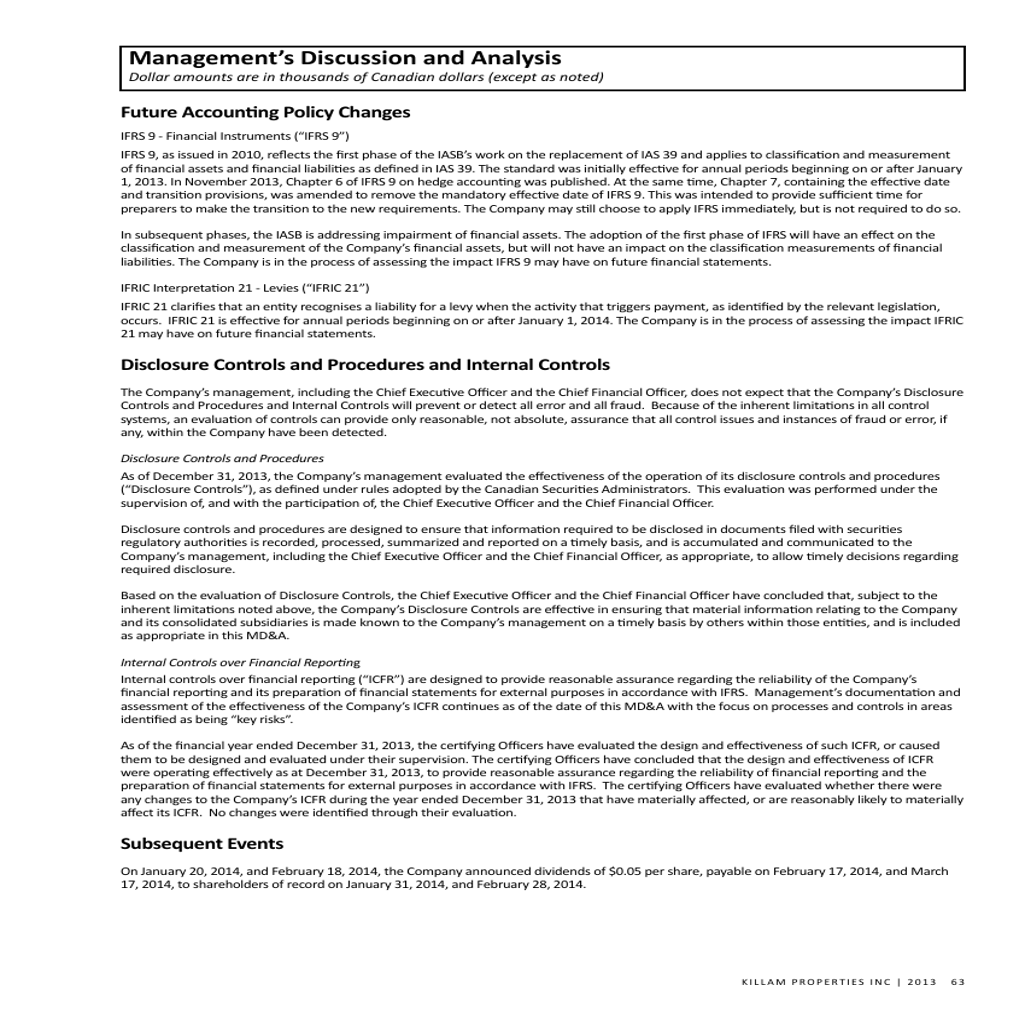 Management’s Discussion and Analysis
Dollar amounts are in thousands of Canadian dollars (except as noted)
Future Accounting Policy Changes
IFRS 9 - Financial Instruments (“IFRS 9”)
IFRS 9, as issued in 2010, reflects the first phase of the IASB’s work on the replacement of IAS 39 and applies to classification and measurement
of financial assets and financial liabilities as defined in IAS 39. The standard was initially effective for annual periods beginning on or after January
1, 2013. In November 2013, Chapter 6 of IFRS 9 on hedge accounting was published. At the same time, Chapter 7, containing the effective date
and transition provisions, was amended to remove the mandatory effective date of IFRS 9. This was intended to provide sufficient time for
preparers to make the transition to the new requirements. The Company may still choose to apply IFRS immediately, but is not required to do so.
In subsequent phases, the IASB is addressing impairment of financial assets. The adoption of the first phase of IFRS will have an effect on the
classification and measurement of the Company’s financial assets, but will not have an impact on the classification measurements of financial
liabilities. The Company is in the process of assessing the impact IFRS 9 may have on future financial statements.
IFRIC Interpretation 21 - Levies (“IFRIC 21”)
IFRIC 21 clarifies that an entity recognises a liability for a levy when the activity that triggers payment, as identified by the relevant legislation,
occurs.  IFRIC 21 is effective for annual periods beginning on or after January 1, 2014. The Company is in the process of assessing the impact IFRIC
21 may have on future financial statements.
Disclosure Controls and Procedures and Internal Controls
The Company’s management, including the Chief Executive Officer and the Chief Financial Officer, does not expect that the Company’s Disclosure
Controls and Procedures and Internal Controls will prevent or detect all error and all fraud.  Because of the inherent limitations in all control
systems, an evaluation of controls can provide only reasonable, not absolute, assurance that all control issues and instances of fraud or error, if
any, within the Company have been detected.
Disclosure Controls and Procedures
As of December 31, 2013, the Company’s management evaluated the effectiveness of the operation of its disclosure controls and procedures
(“Disclosure Controls”), as defined under rules adopted by the Canadian Securities Administrators.  This evaluation was performed under the
supervision of, and with the participation of, the Chief Executive Officer and the Chief Financial Officer.
Disclosure controls and procedures are designed to ensure that information required to be disclosed in documents filed with securities
regulatory authorities is recorded, processed, summarized and reported on a timely basis, and is accumulated and communicated to the
Company’s management, including the Chief Executive Officer and the Chief Financial Officer, as appropriate, to allow timely decisions regarding
required disclosure.
Based on the evaluation of Disclosure Controls, the Chief Executive Officer and the Chief Financial Officer have concluded that, subject to the
inherent limitations noted above, the Company’s Disclosure Controls are effective in ensuring that material information relating to the Company
and its consolidated subsidiaries is made known to the Company’s management on a timely basis by others within those entities, and is included
as appropriate in this MD&A.
Internal Controls over Financial Reporting
Internal controls over financial reporting (“ICFR”) are designed to provide reasonable assurance regarding the reliability of the Company’s
financial reporting and its preparation of financial statements for external purposes in accordance with IFRS.  Management’s documentation and
assessment of the effectiveness of the Company’s ICFR continues as of the date of this MD&A with the focus on processes and controls in areas
identified as being “key risks”.
As of the financial year ended December 31, 2013, the certifying Officers have evaluated the design and effectiveness of such ICFR, or caused
them to be designed and evaluated under their supervision. The certifying Officers have concluded that the design and effectiveness of ICFR
were operating effectively as at December 31, 2013, to provide reasonable assurance regarding the reliability of financial reporting and the
preparation of financial statements for external purposes in accordance with IFRS.  The certifying Officers have evaluated whether there were
any changes to the Company’s ICFR during the year ended December 31, 2013 that have materially affected, or are reasonably likely to materially
affect its ICFR.  No changes were identified through their evaluation.
Subsequent Events
On January 20, 2014, and February 18, 2014, the Company announced dividends of $0.05 per share, payable on February 17, 2014, and March
17, 2014, to shareholders of record on January 31, 2014, and February 28, 2014.
KILLAM PROPERTIES INC | 2013 63